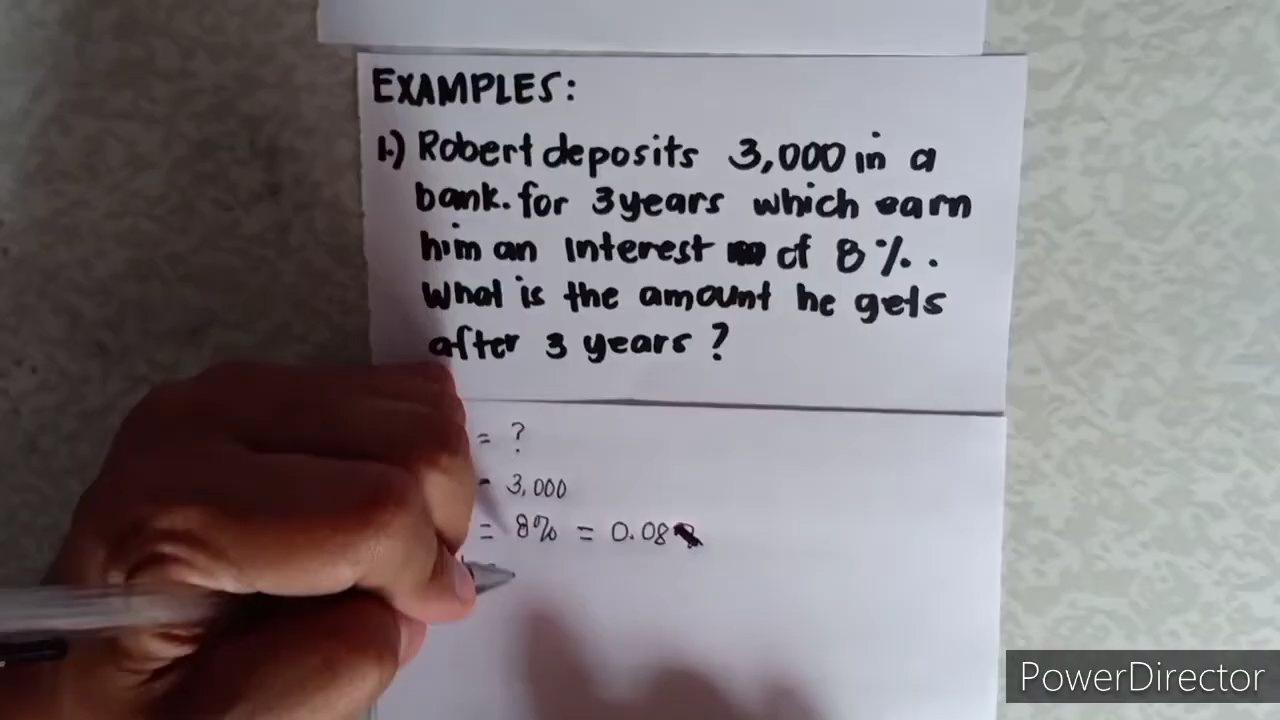 EXAMPLES:
1.) Robert deposits 3,000 in a
bank. for 3 years which earn
him an interest of 8%.
What is the amount he gets
after 3 years?
= ?
- 3,000
= 8% = 0.08
PowerDirector